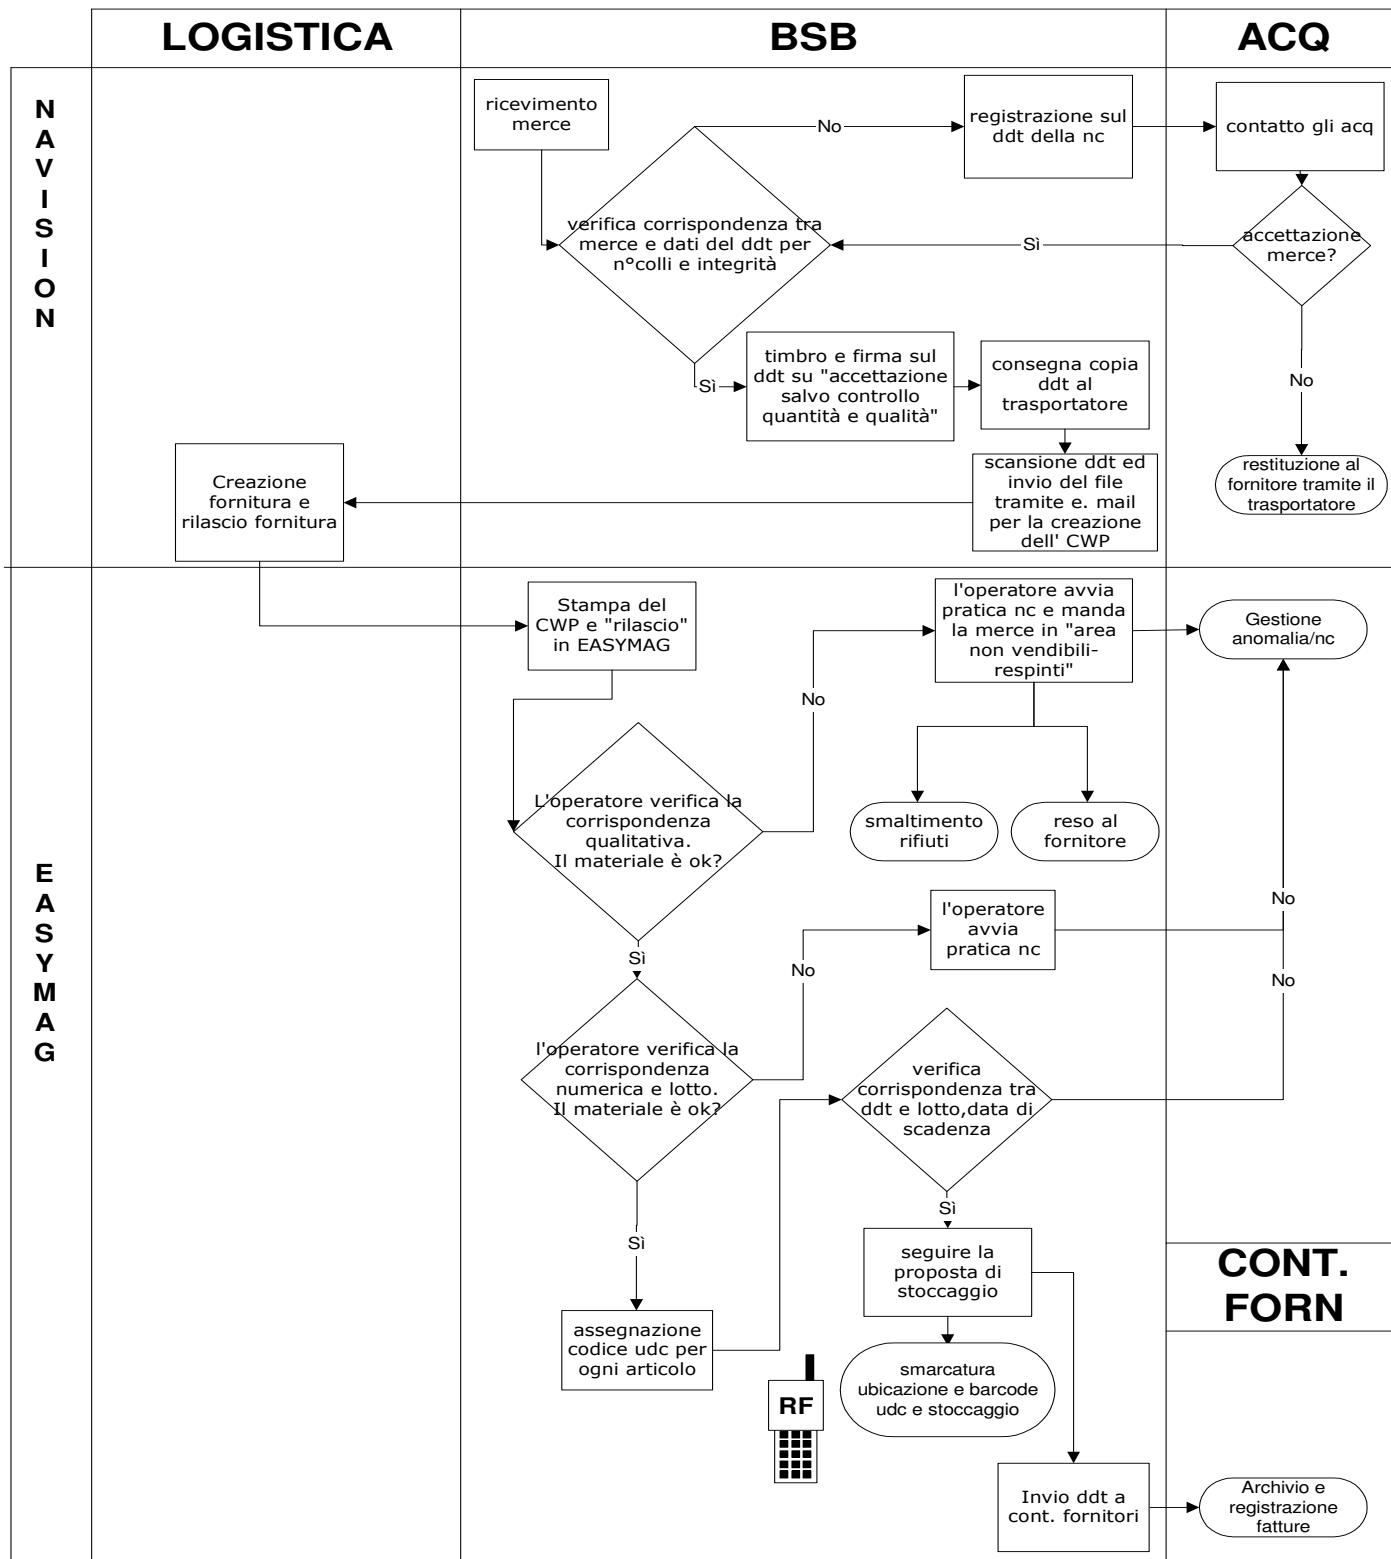 LOGISTICA
BSB
ACQ
N
A
V
I
S
I
O
N
ricevimento
merce
No
registrazione sul
ddt della nc
contatto gli acq
verifica corrispondenza tra
merce e dati del ddt per
n°colli e integrità
Sì
accettazione
merce?
Sì
timbro e firma sul
ddt su "accettazione
salvo controllo
quantità e qualità"
consegna copia
ddt al
trasportatore
No
Creazione
fornitura e
rilascio fornitura
scansione ddt ed
invio del file
tramite e. mail
per la creazione
dell' CWP
restituzione al
fornitore tramite il
trasportatore
E
A
S
Y
M
A
G
Stampa del
CWP e "rilascio"
in EASYMAG
l'operatore avvia
pratica nc e manda
la merce in "area
non vendibili-
respinti"
Gestione
anomalia/nc
No
L'operatore verifica la
corrispondenza
qualitativa.
Il materiale è ok?
smaltimento
rifiuti
reso al
fornitore
Sì
No
l'operatore
avvia
pratica nc
No
No
l'operatore verifica la
corrispondenza
numerica e lotto.
Il materiale è ok?
verifica
corrispondenza tra
ddt e lotto,data di
scadenza
Sì
Sì
assegnazione
codice udc per
ogni articolo
seguire la
proposta di
stoccaggio
CONT.
FORN
RF
smarcatura
ubicazione e barcode
udc e stoccaggio
Invio ddt a
cont. fornitori
Archivio e
registrazione
fatture